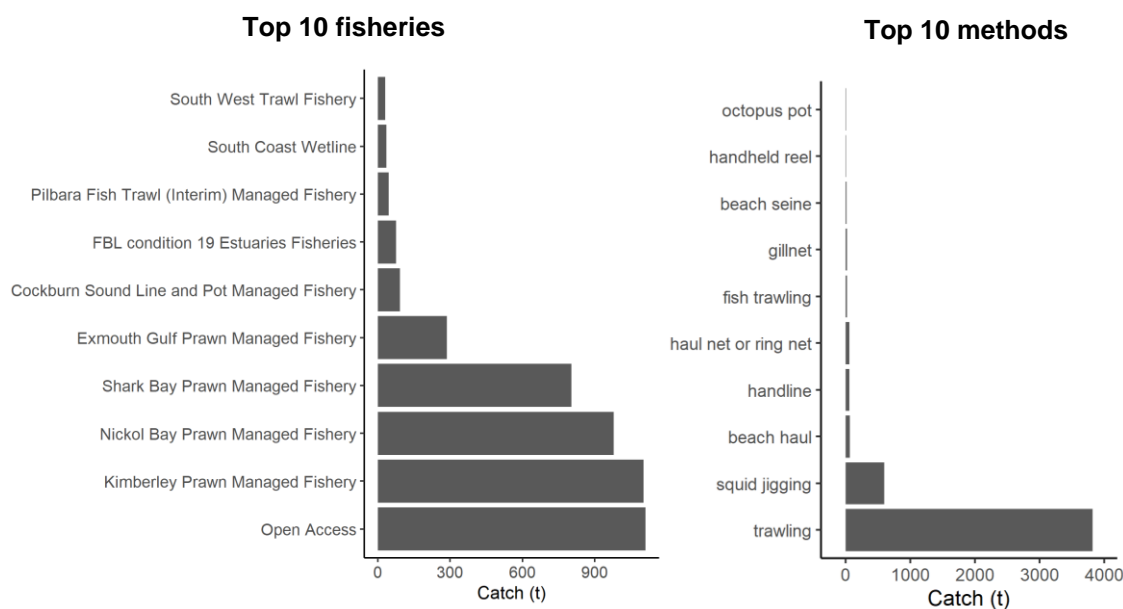 Top 10 fisheries
South West Trawl Fishery
South Coast Wetline
Pilbara Fish Trawl (Interim) Managed Fishery
FBL condition 19 Estuaries Fisheries
Cockburn Sound Line and Pot Managed Fishery
Exmouth Gulf Prawn Managed Fishery
Shark Bay Prawn Managed Fishery
Nickol Bay Prawn Managed Fishery
Kimberley Prawn Managed Fishery
Open Access
0 300 600 900
Catch (t)
Top 10 methods
octopus pot
handheld reel
beach seine
gillnet
fish trawling
haul net or ring net
handline
beach haul
squid jigging
trawling
0 1000 2000 3000 4000
Catch (t)